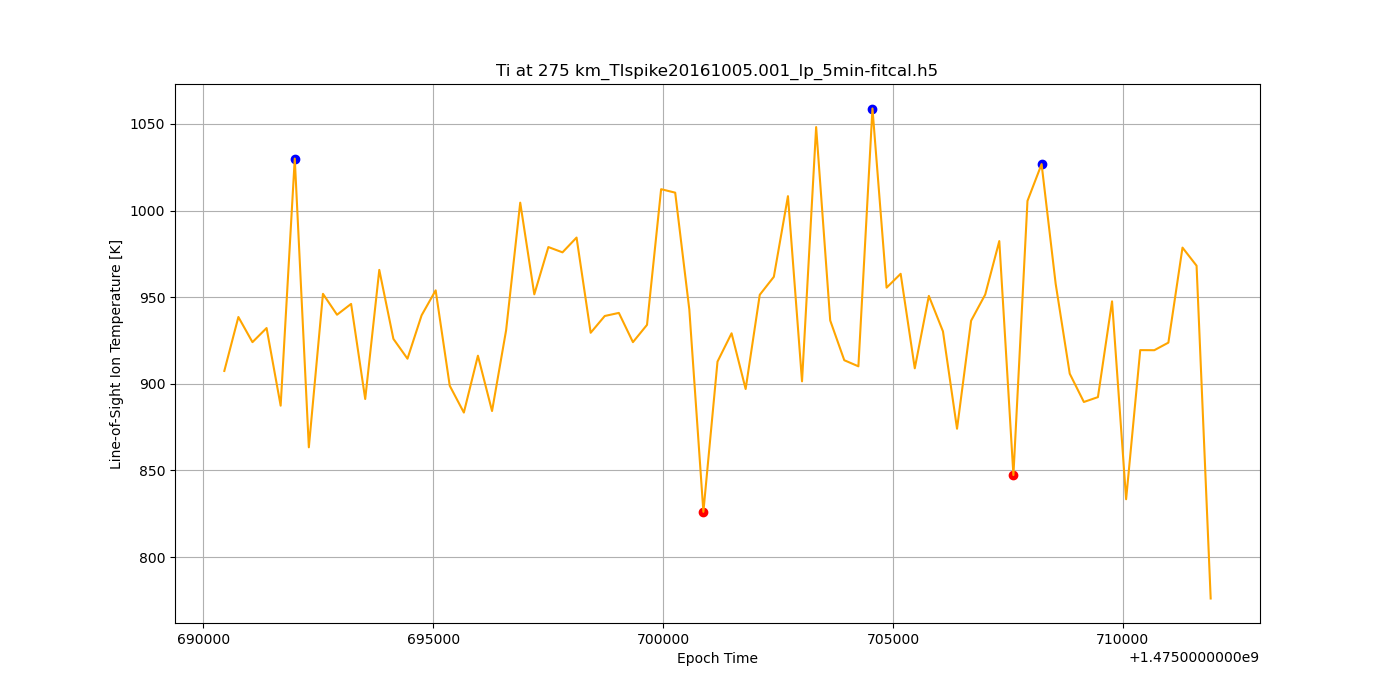 Ti at 275 km_TIspike20161005.001_lp_5min-fitcal.h5
Line-of-Sight Ion Temperature [K]
1050
1000
950
900
850
800
690000 695000 700000 705000 710000
Epoch Time
+1.4750000000e9